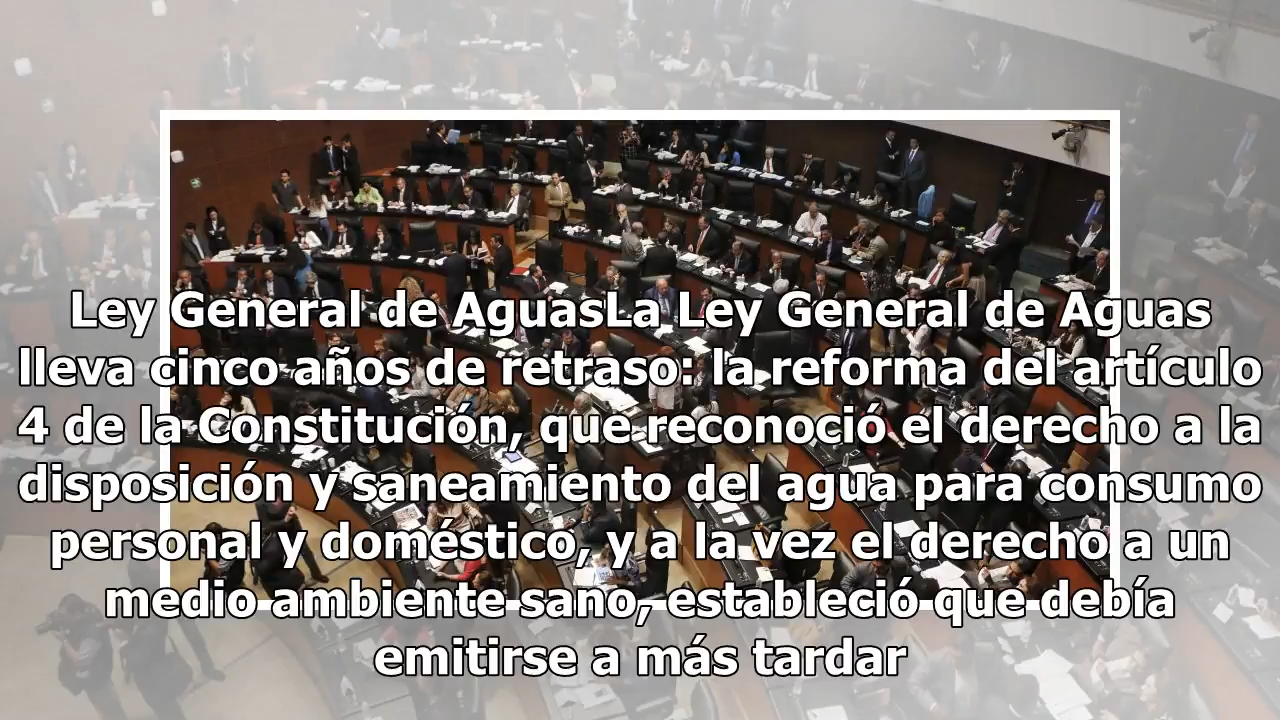 Ley General de AguasLa Ley General de Aguas
lleva cinco años de retraso: la reforma del artículo
4 de la Constitución, que reconoció el derecho a la
disposición y saneamiento del agua para consumo
personal y doméstico, y a la vez el derecho a un
medio ambiente sano, estableció que debía
emitirse a más tardar